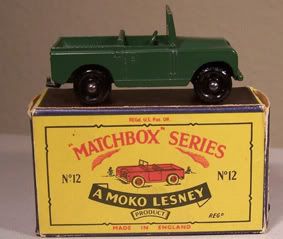 REGd. U.S. PAT. OFF.
"MATCHBOX" SERIES
Nº12 Nº12
A MOKO LESNEY
PRODUCT
REGD
MADE IN ENGLAND